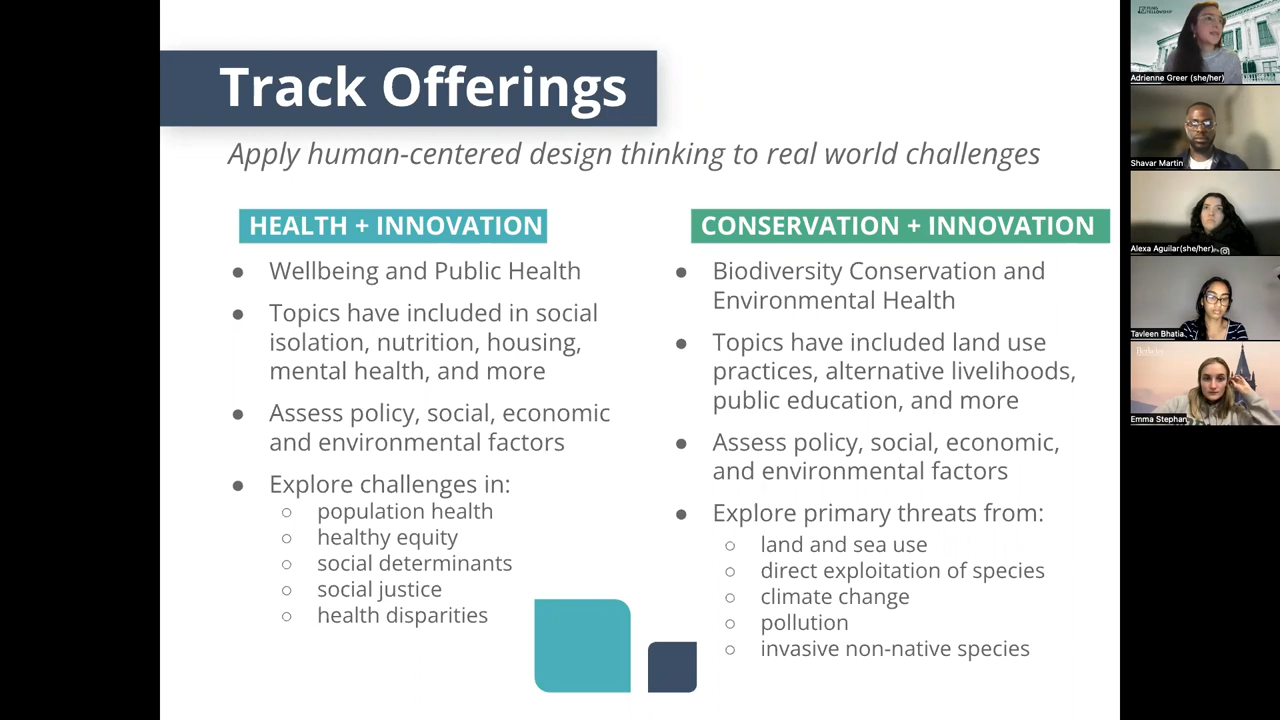 Track Offerings
Apply human-centered design thinking to real world challenges
HEALTH + INNOVATION
● Wellbeing and Public Health
● Topics have included in social
isolation, nutrition, housing,
mental health, and more
● Assess policy, social, economic
and environmental factors
● Explore challenges in:
○ population health
○ healthy equity
○ social determinants
○ social justice
○ health disparities
CONSERVATION + INNOVATION
● Biodiversity Conservation and
Environmental Health
● Topics have included land use
practices, alternative livelihoods,
public education, and more
● Assess policy, social, economic,
and environmental factors
● Explore primary threats from:
○ land and sea use
○ direct exploitation of species
○ climate change
○ pollution
○ invasive non-native species
FUNG
FELLOWSHIP
Adrienne Greer (she/her)
Shavar Martin
Alexa Aguilar(she/her)
Tavleen Bhatia
Berkeley
Emma Stephan